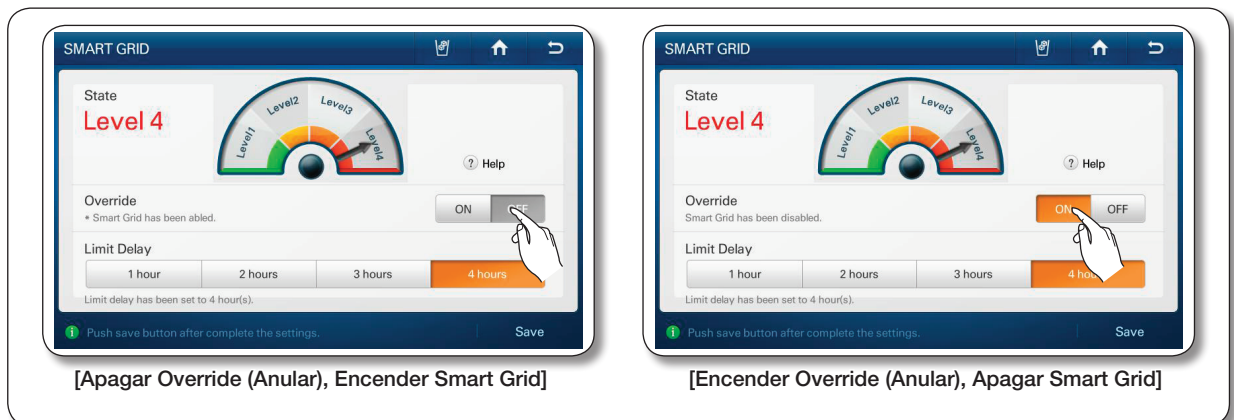 SMART GRID
State
Level 4
Level1
Level2
Level3
Level4
? Help
Override
* Smart Grid has been abled.
ON OFF
Limit Delay
1 hour 2 hours 3 hours 4 hours
Limit delay has been set to 4 hour(s).
i Push save button after complete the settings. Save
[Apagar Override (Anular), Encender Smart Grid]
SMART GRID
State
Level 4
Level1
Level2
Level3
Level4
? Help
Override
Smart Grid has been disabled.
ON OFF
Limit Delay
1 hour 2 hours 3 hours 4 hours
Limit delay has been set to 4 hour(s).
i Push save button after complete the settings. Save
[Encender Override (Anular), Apagar Smart Grid]